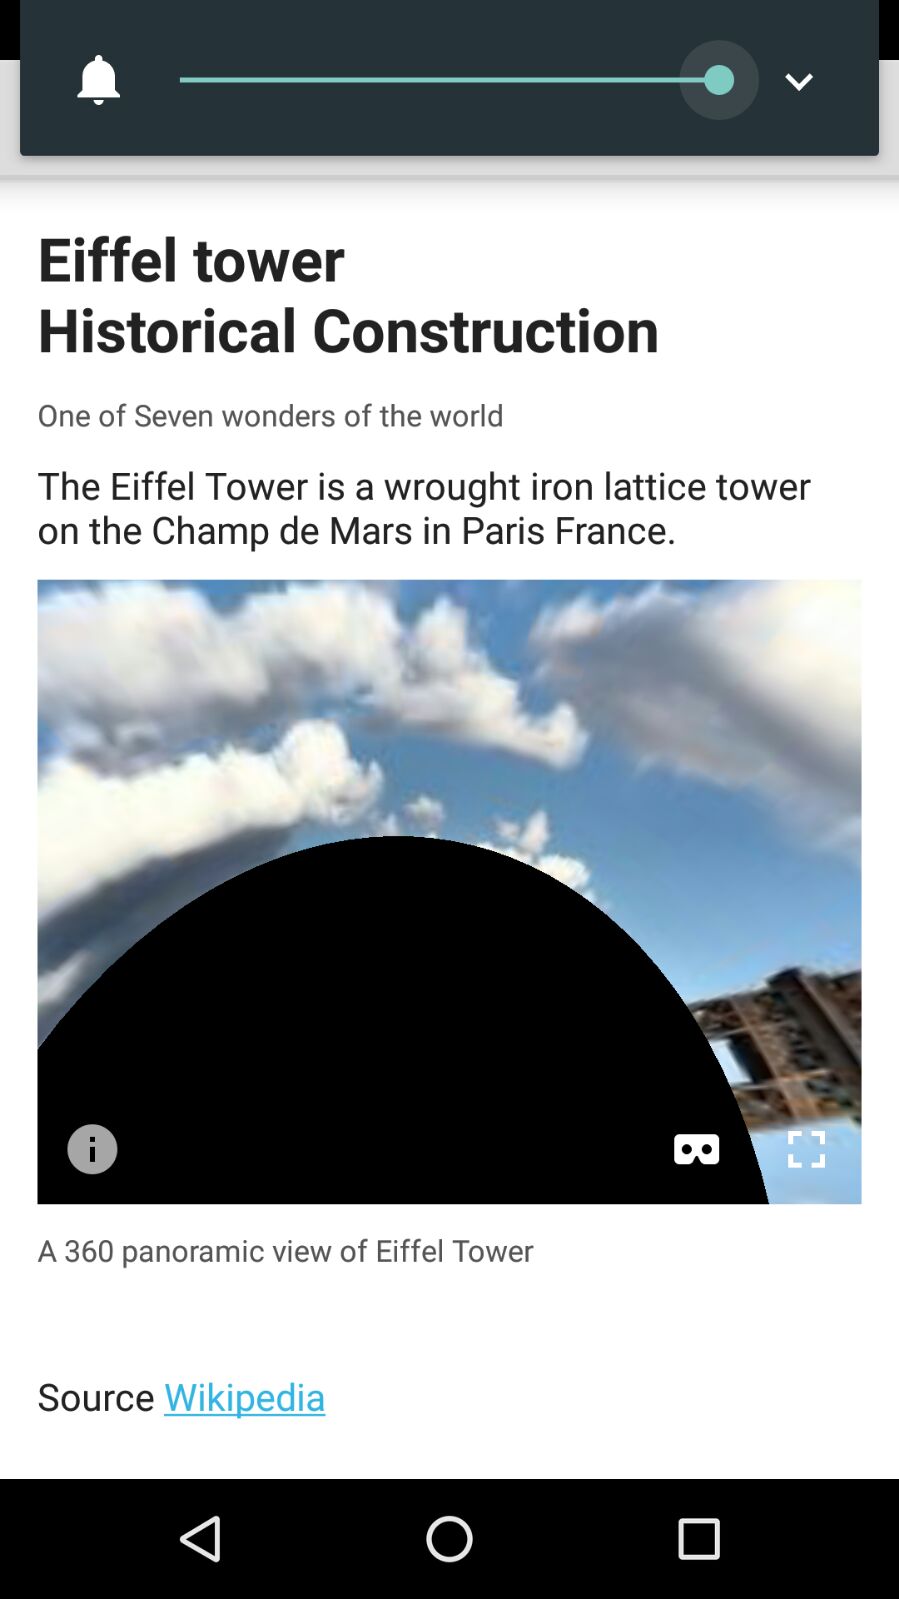 Eiffel tower
Historical Construction
One of Seven wonders of the world
The Eiffel Tower is a wrought iron lattice tower
on the Champ de Mars in Paris France.
A 360 panoramic view of Eiffel Tower
Source Wikipedia